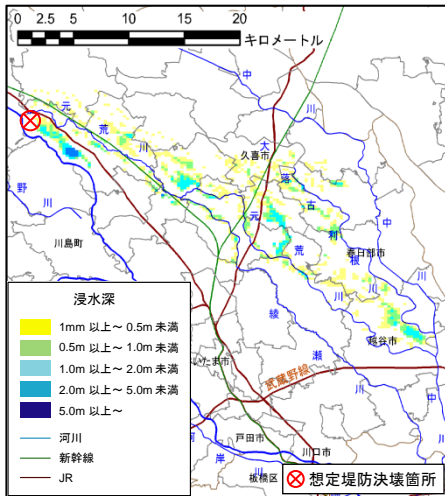 0 2.5 5 10 15 20
キロメートル
元
荒
川
中
川
大
落
古
利
根
川
久喜市
野
川
川島町
元
荒
川
春日部市
中
川
綾
瀬
川
越谷市
いたま市
武蔵野線
戸田市
川口市
岸
川
板橋区
浸水深
1mm 以上～ 0.5m 未満
0.5m 以上～ 1.0m 未満
1.0m 以上～ 2.0m 未満
2.0m 以上～ 5.0m 未満
5.0m 以上～
河川
新幹線
JR
想定堤防決壊箇所